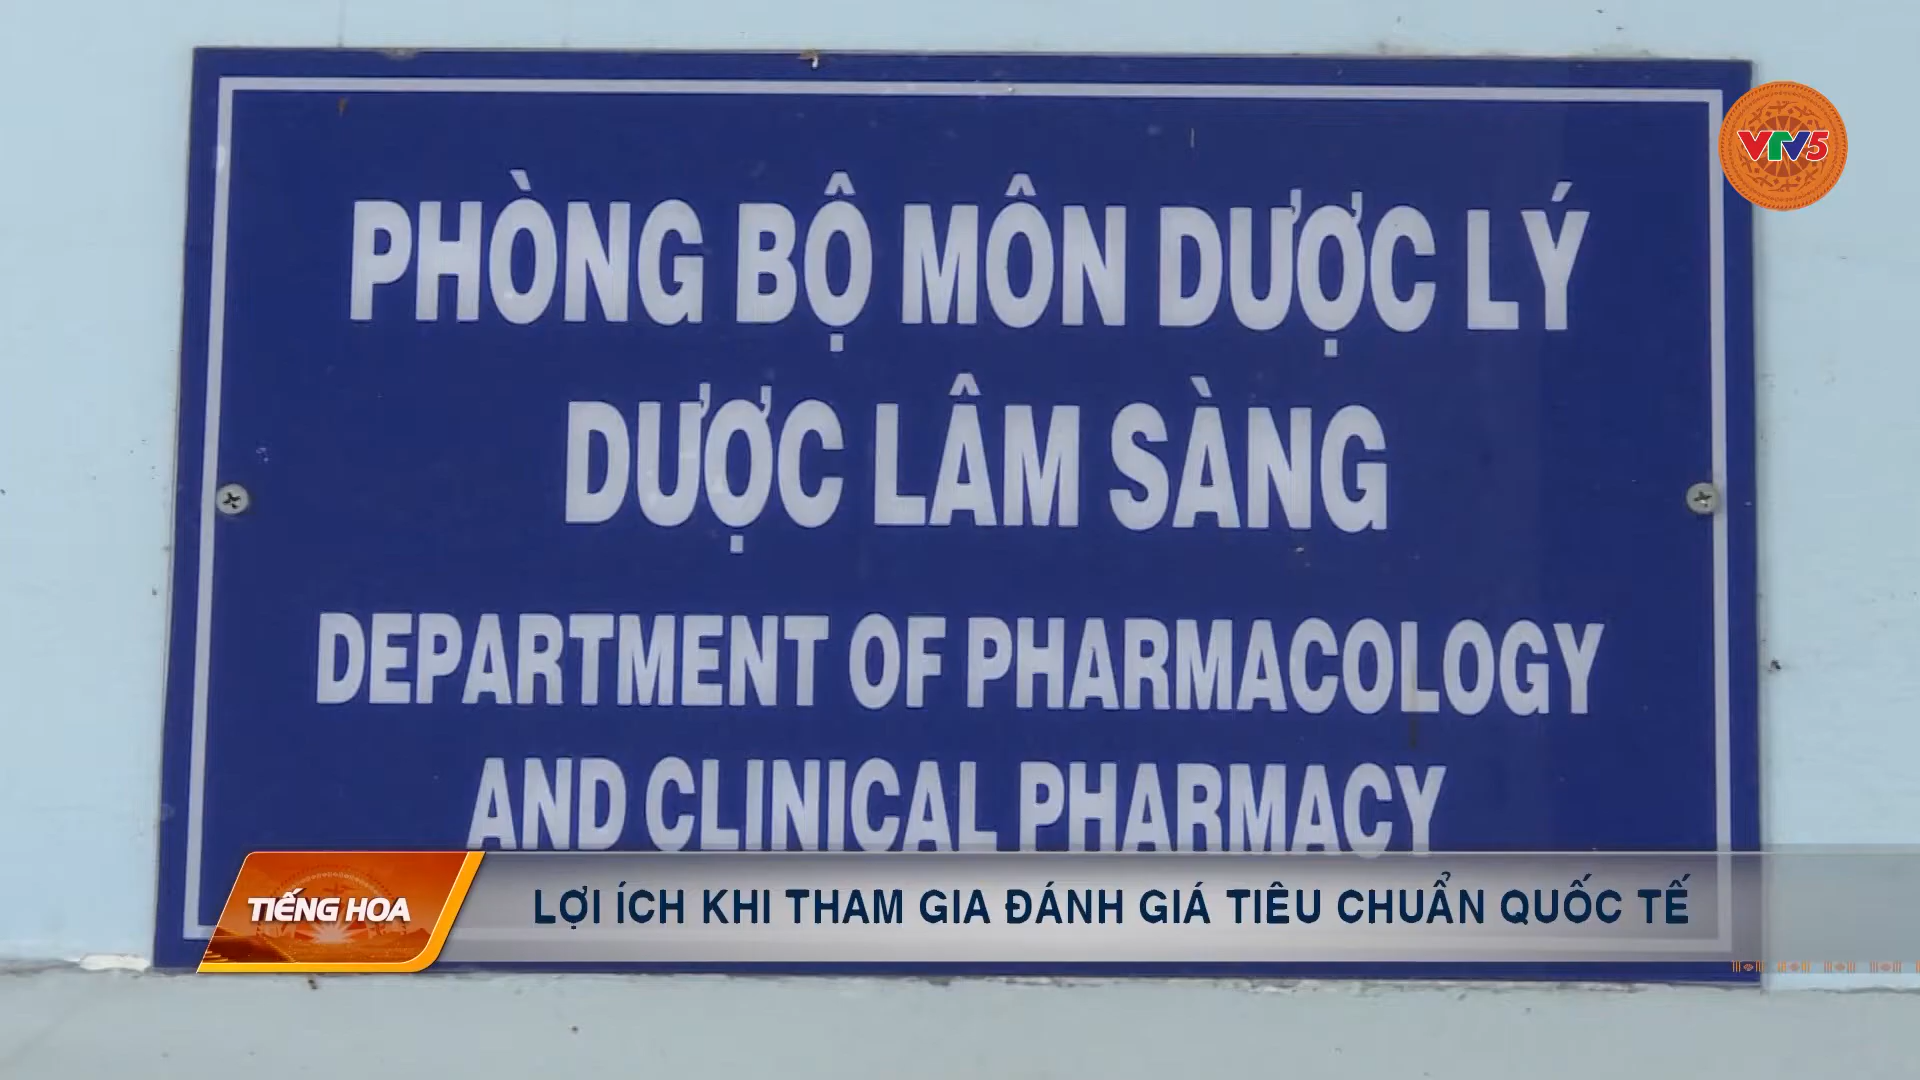 VTV5
PHÒNG BỘ MÔN DƯỢC LÝ
DƯỢC LÂM SÀNG
DEPARTMENT OF PHARMACOLOGY
AND CLINICAL PHARMACY
TIẾNG HOA
LỢI ÍCH KHI THAM GIA ĐÁNH GIÁ TIÊU CHUẨN QUỐC TẾ